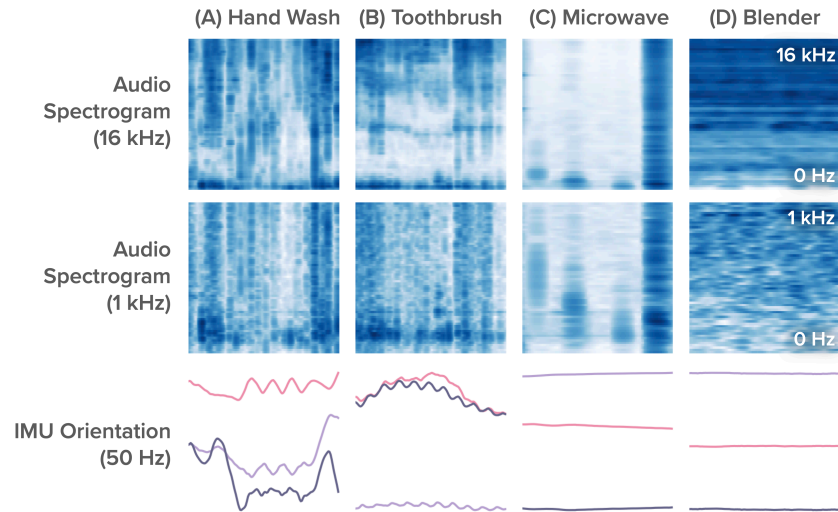 (A) Hand Wash (B) Toothbrush (C) Microwave (D) Blender
Audio
Spectrogram
(16 kHz)
16 kHz
0 Hz
Audio
Spectrogram
(1 kHz)
1 kHz
0 Hz
IMU Orientation
(50 Hz)